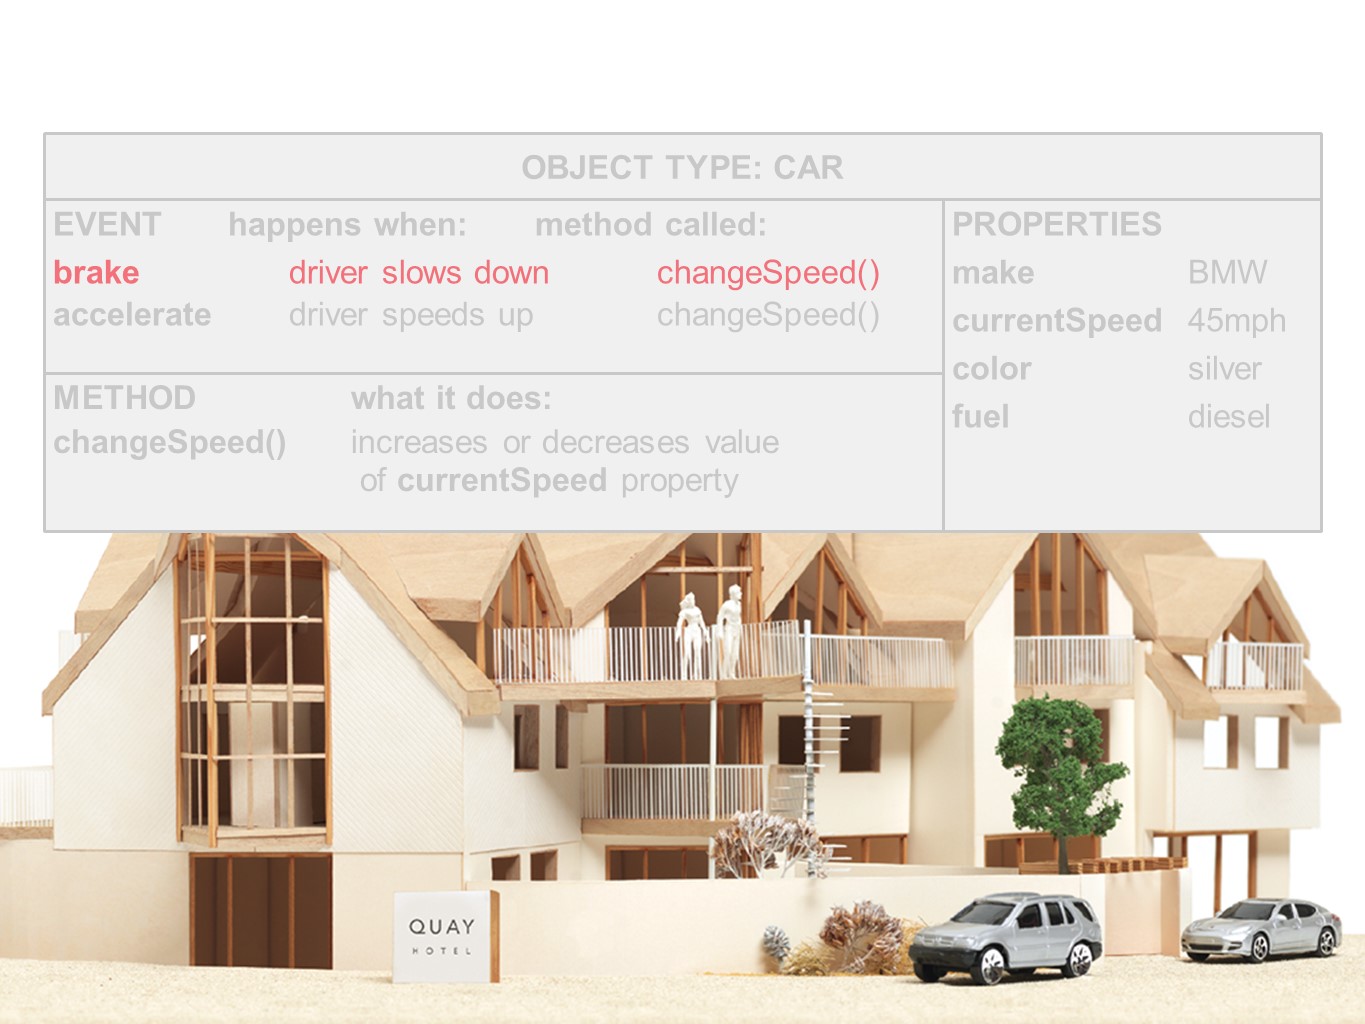 OBJECT TYPE: CAR
EVENT happens when: method called:
brake driver slows down changeSpeed()
accelerate driver speeds up changeSpeed()
METHOD what it does:
changeSpeed() increases or decreases value
of currentSpeed property
PROPERTIES
make BMW
currentSpeed 45mph
color silver
fuel diesel
QUAY
HOTEL